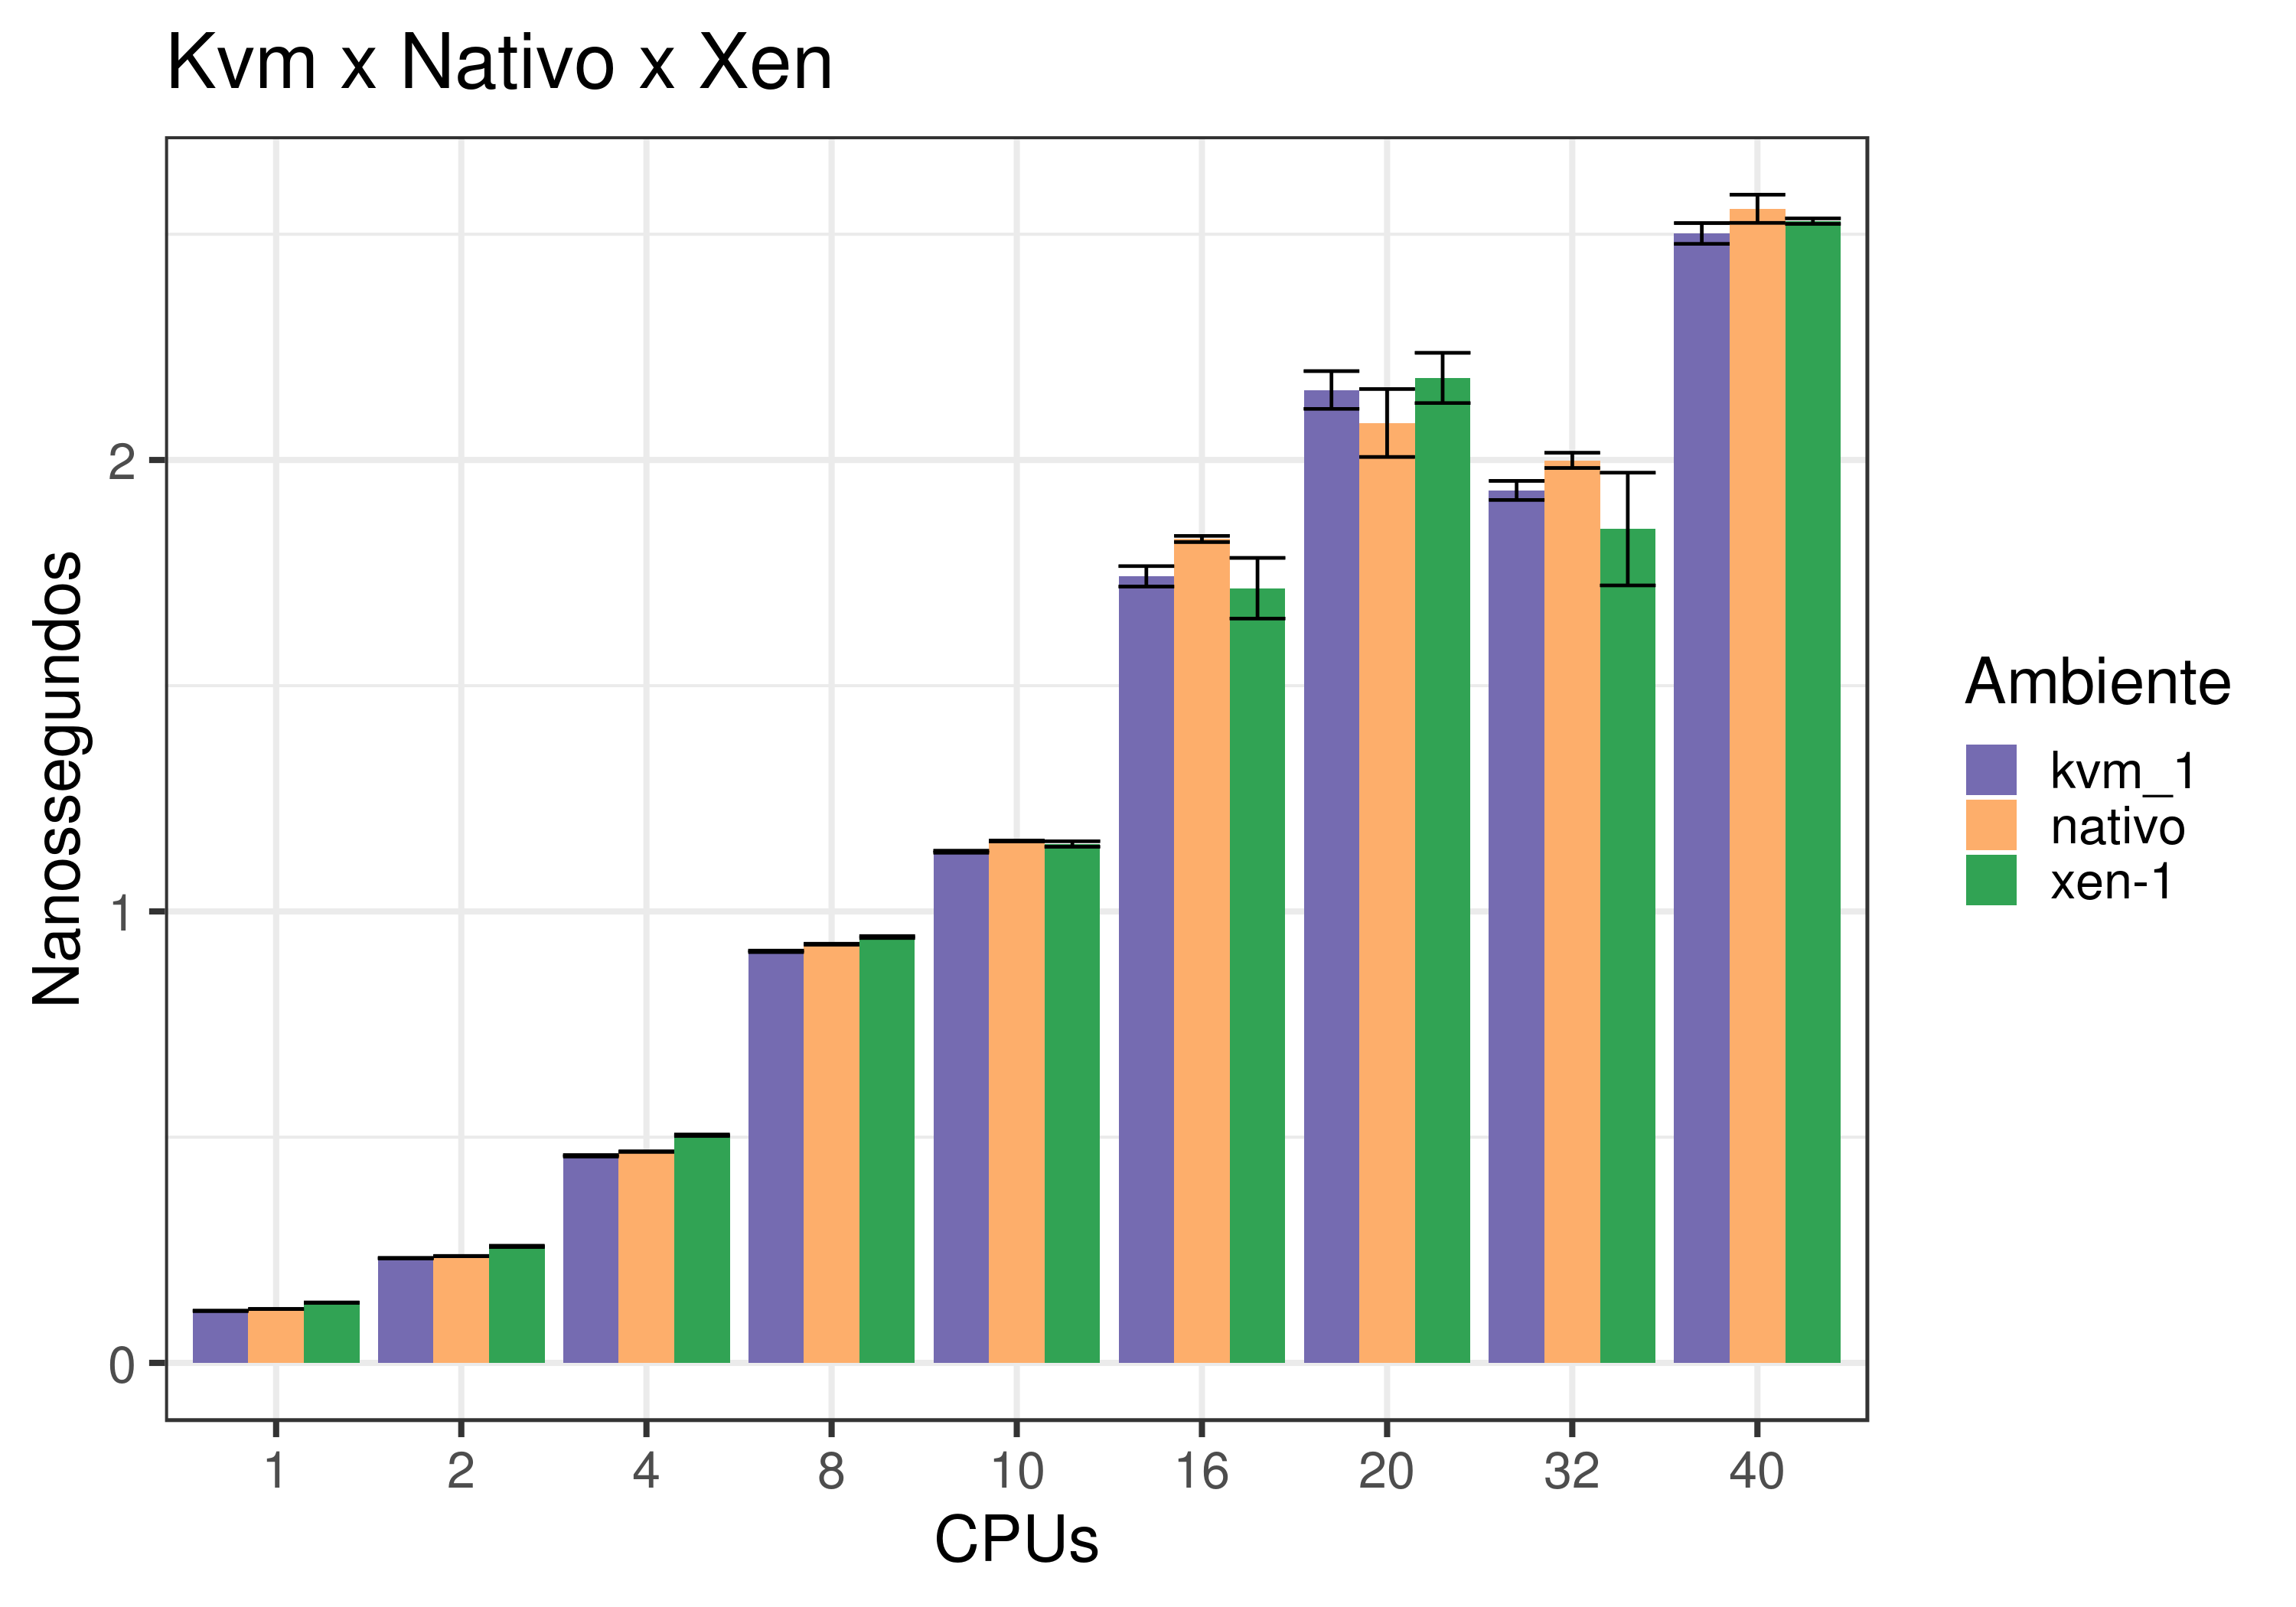 Kvm x Nativo x Xen
Nanossegundos
2
1
0
1 2 4 8 10 16 20 32 40
CPUs
Ambiente
kvm_1
nativo
xen-1